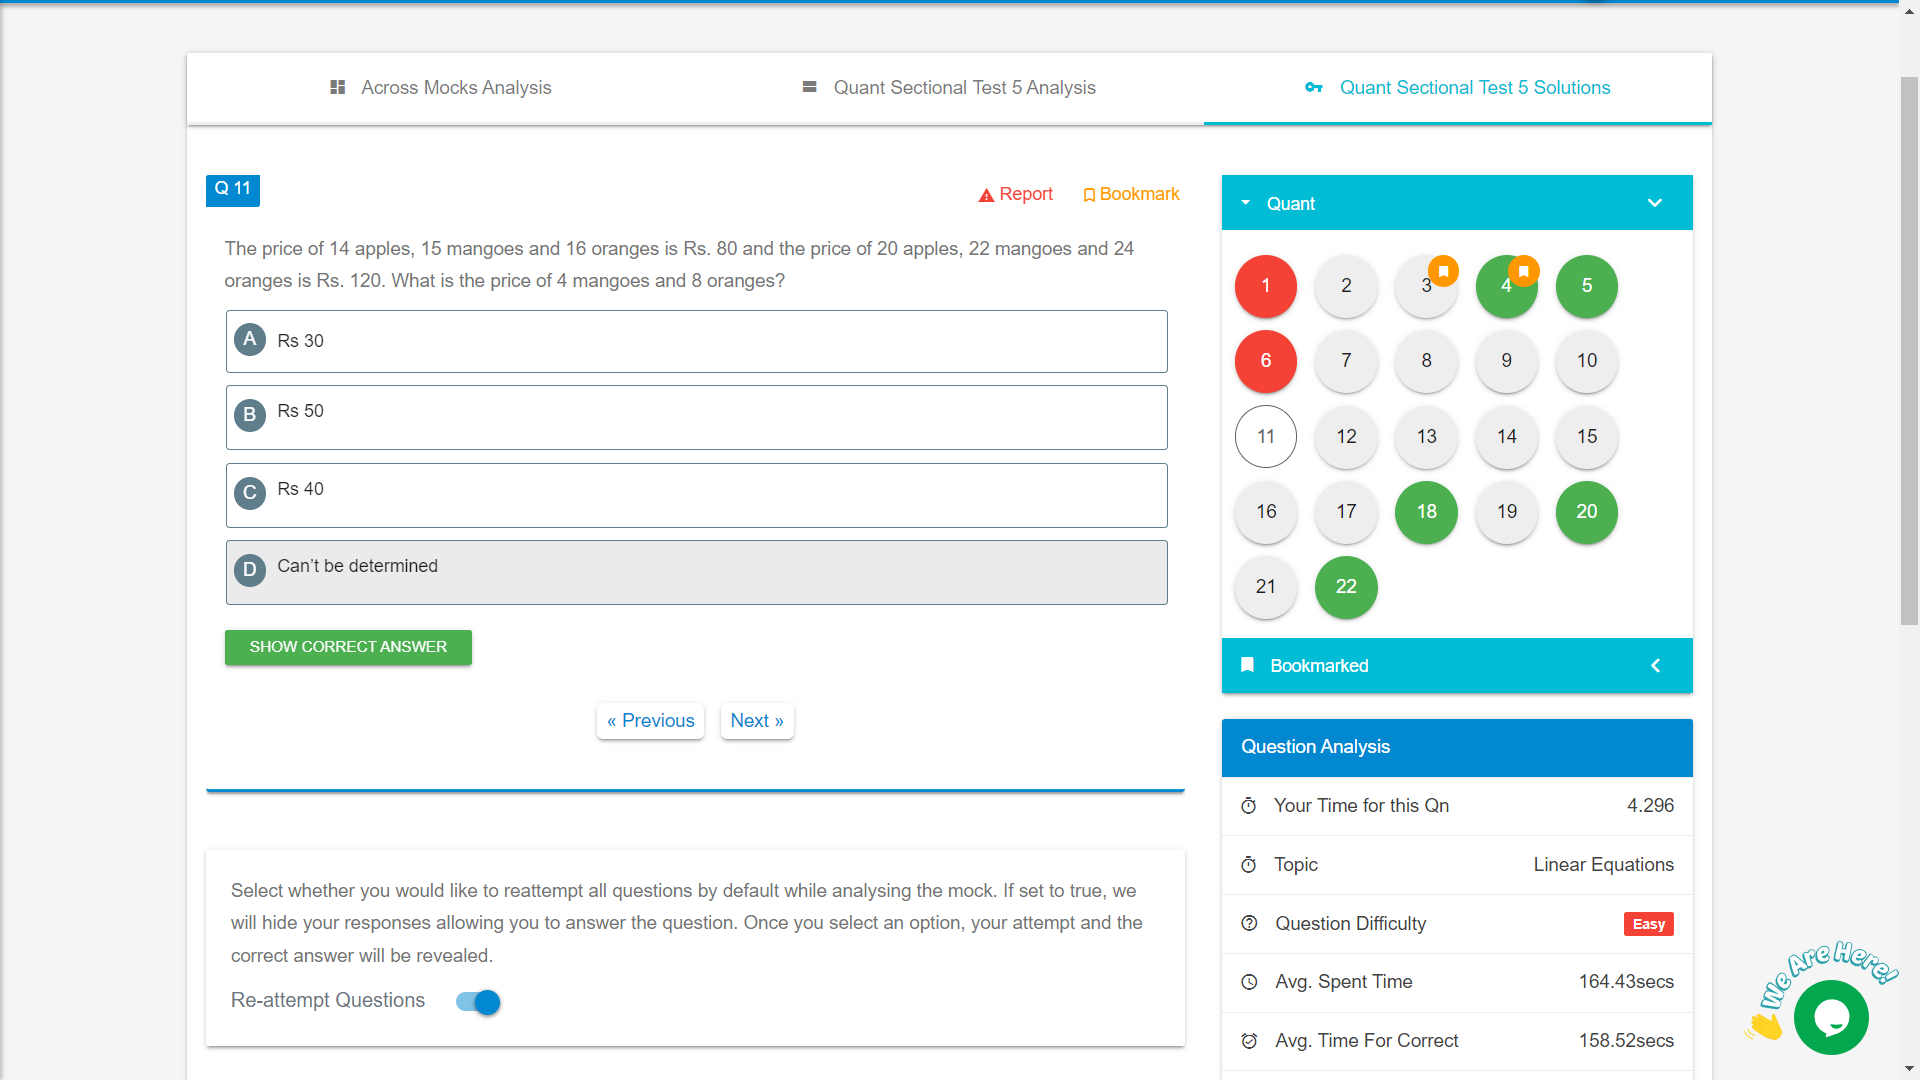 Across Mocks Analysis
Quant Sectional Test 5 Analysis
Quant Sectional Test 5 Solutions
Q 11
Report
Bookmark
The price of 14 apples, 15 mangoes and 16 oranges is Rs. 80 and the price of 20 apples, 22 mangoes and 24
oranges is Rs. 120. What is the price of 4 mangoes and 8 oranges?
A Rs 30
B Rs 50
C Rs 40
D Can’t be determined
SHOW CORRECT ANSWER
« Previous
Next »
Select whether you would like to reattempt all questions by default while analysing the mock. If set to true, we
will hide your responses allowing you to answer the question. Once you select an option, your attempt and the
correct answer will be revealed.
Re-attempt Questions
Quant
1 2 3 4 5
6 7 8 9 10
11 12 13 14 15
16 17 18 19 20
21 22
Bookmarked
Question Analysis
Your Time for this Qn 4.296
Topic Linear Equations
Question Difficulty Easy
Avg. Spent Time 164.43secs
Avg. Time For Correct 158.52secs
We Are Here!